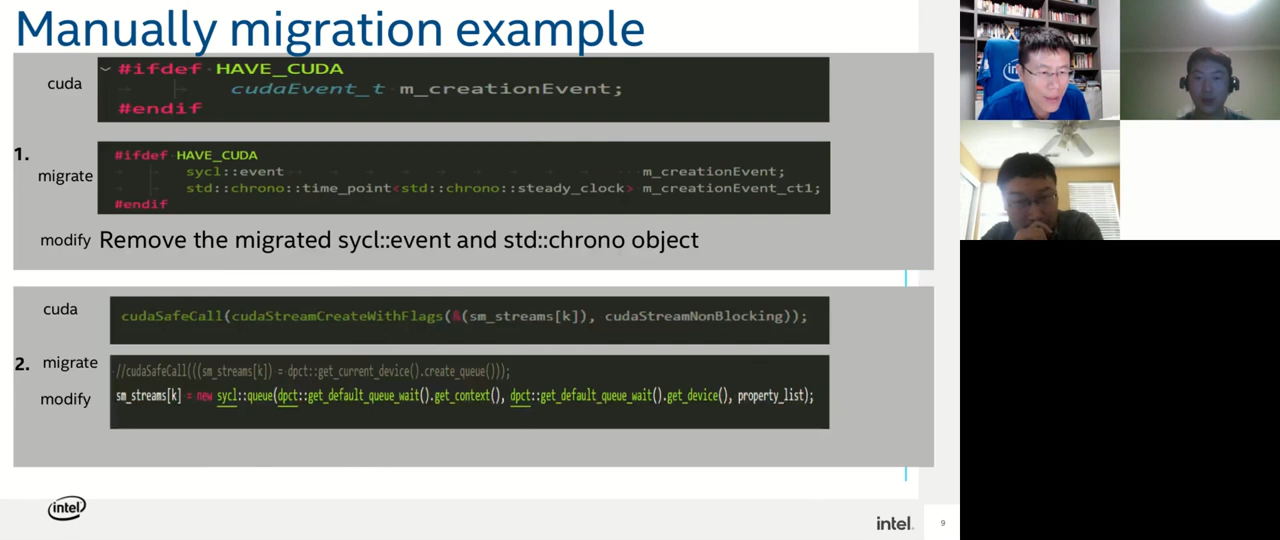 Manually migration example
cuda
#ifdef HAVE_CUDA
cudaEvent_t m_creationEvent;
#endif
1.
migrate
#ifdef HAVE_CUDA
sycl::event m_creationEvent;
std::chrono::time_point<std::chrono::steady_clock> m_creationEvent_ct1;
#endif
modify Remove the migrated sycl::event and std::chrono object
cuda
cudaSafeCall(cudaStreamCreateWithFlags(&(sm_streams[k]), cudaStreamNonBlocking));
2. migrate
//cudaSafeCall(((sm_streams[k]) = dpct::get_current_device().create_queue()));
modify
sm_streams[k] = new sycl::queue(dpct::get_default_queue_wait().get_context(), dpct::get_default_queue_wait().get_device(), property_list);
intel
intel.
9